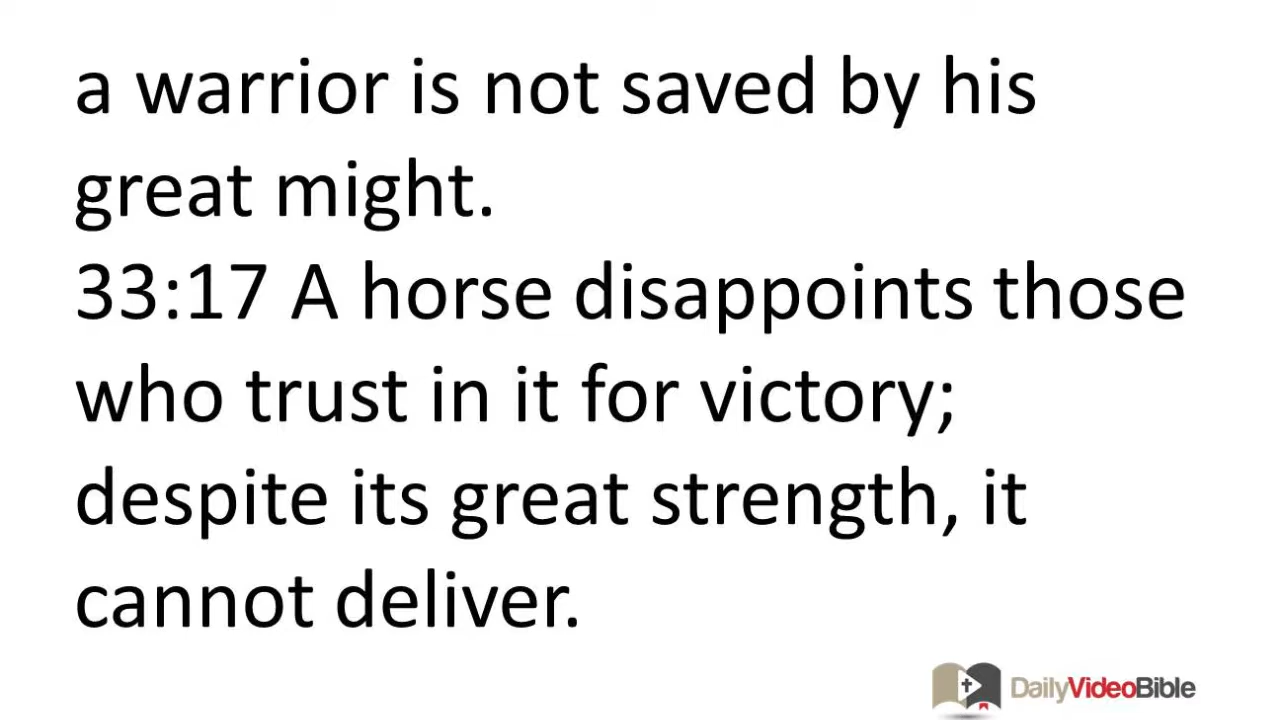 a warrior is not saved by his
great might.
33:17 A horse disappoints those
who trust in it for victory;
despite its great strength, it
cannot deliver.
DailyVideoBible